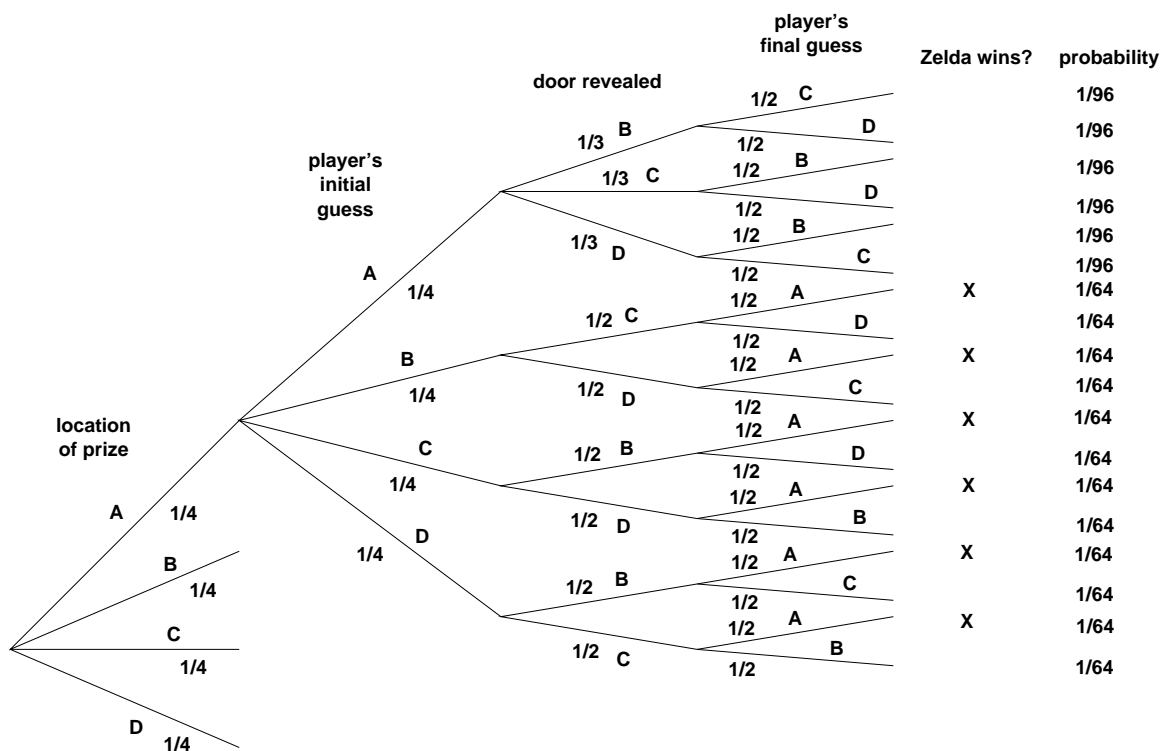 player's
final guess
Zelda wins?
probability
door revealed
1/2 C
1/96
B
D
1/96
1/3
1/2
player's
initial
guess
1/2 B
1/96
1/3 C
D
1/2
1/96
1/2 B
1/96
1/3 D
C
1/96
A
1/4
1/2
1/2 A
X
1/64
1/2 C
D
1/64
B
1/2
1/2 A
X
1/64
1/4
1/2 D
C
1/64
location
of prize
1/2
1/2 A
X
1/64
C
1/2 B
D
1/64
1/4
1/2
1/2 A
X
1/64
A
1/4
1/2 D
B
1/64
D
1/4
1/2
1/2 A
X
1/64
B
1/4
1/2 B
C
1/64
1/2
1/2 A
X
1/64
C
1/4
1/2 C
B
1/2
1/64
D
1/4